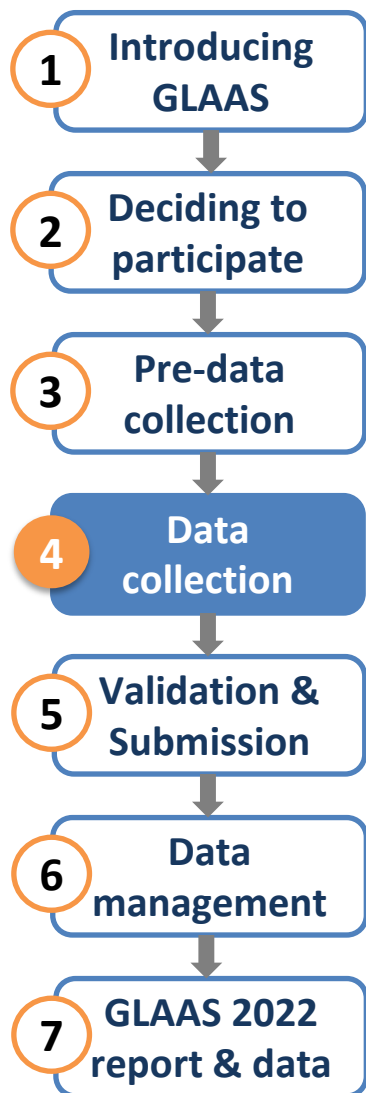 1
Introducing
GLAAS
2
Deciding to
participate
3
Pre-data
collection
4
Data
collection
5
Validation &
Submission
6
Data
management
7
GLAAS 2022
report & data